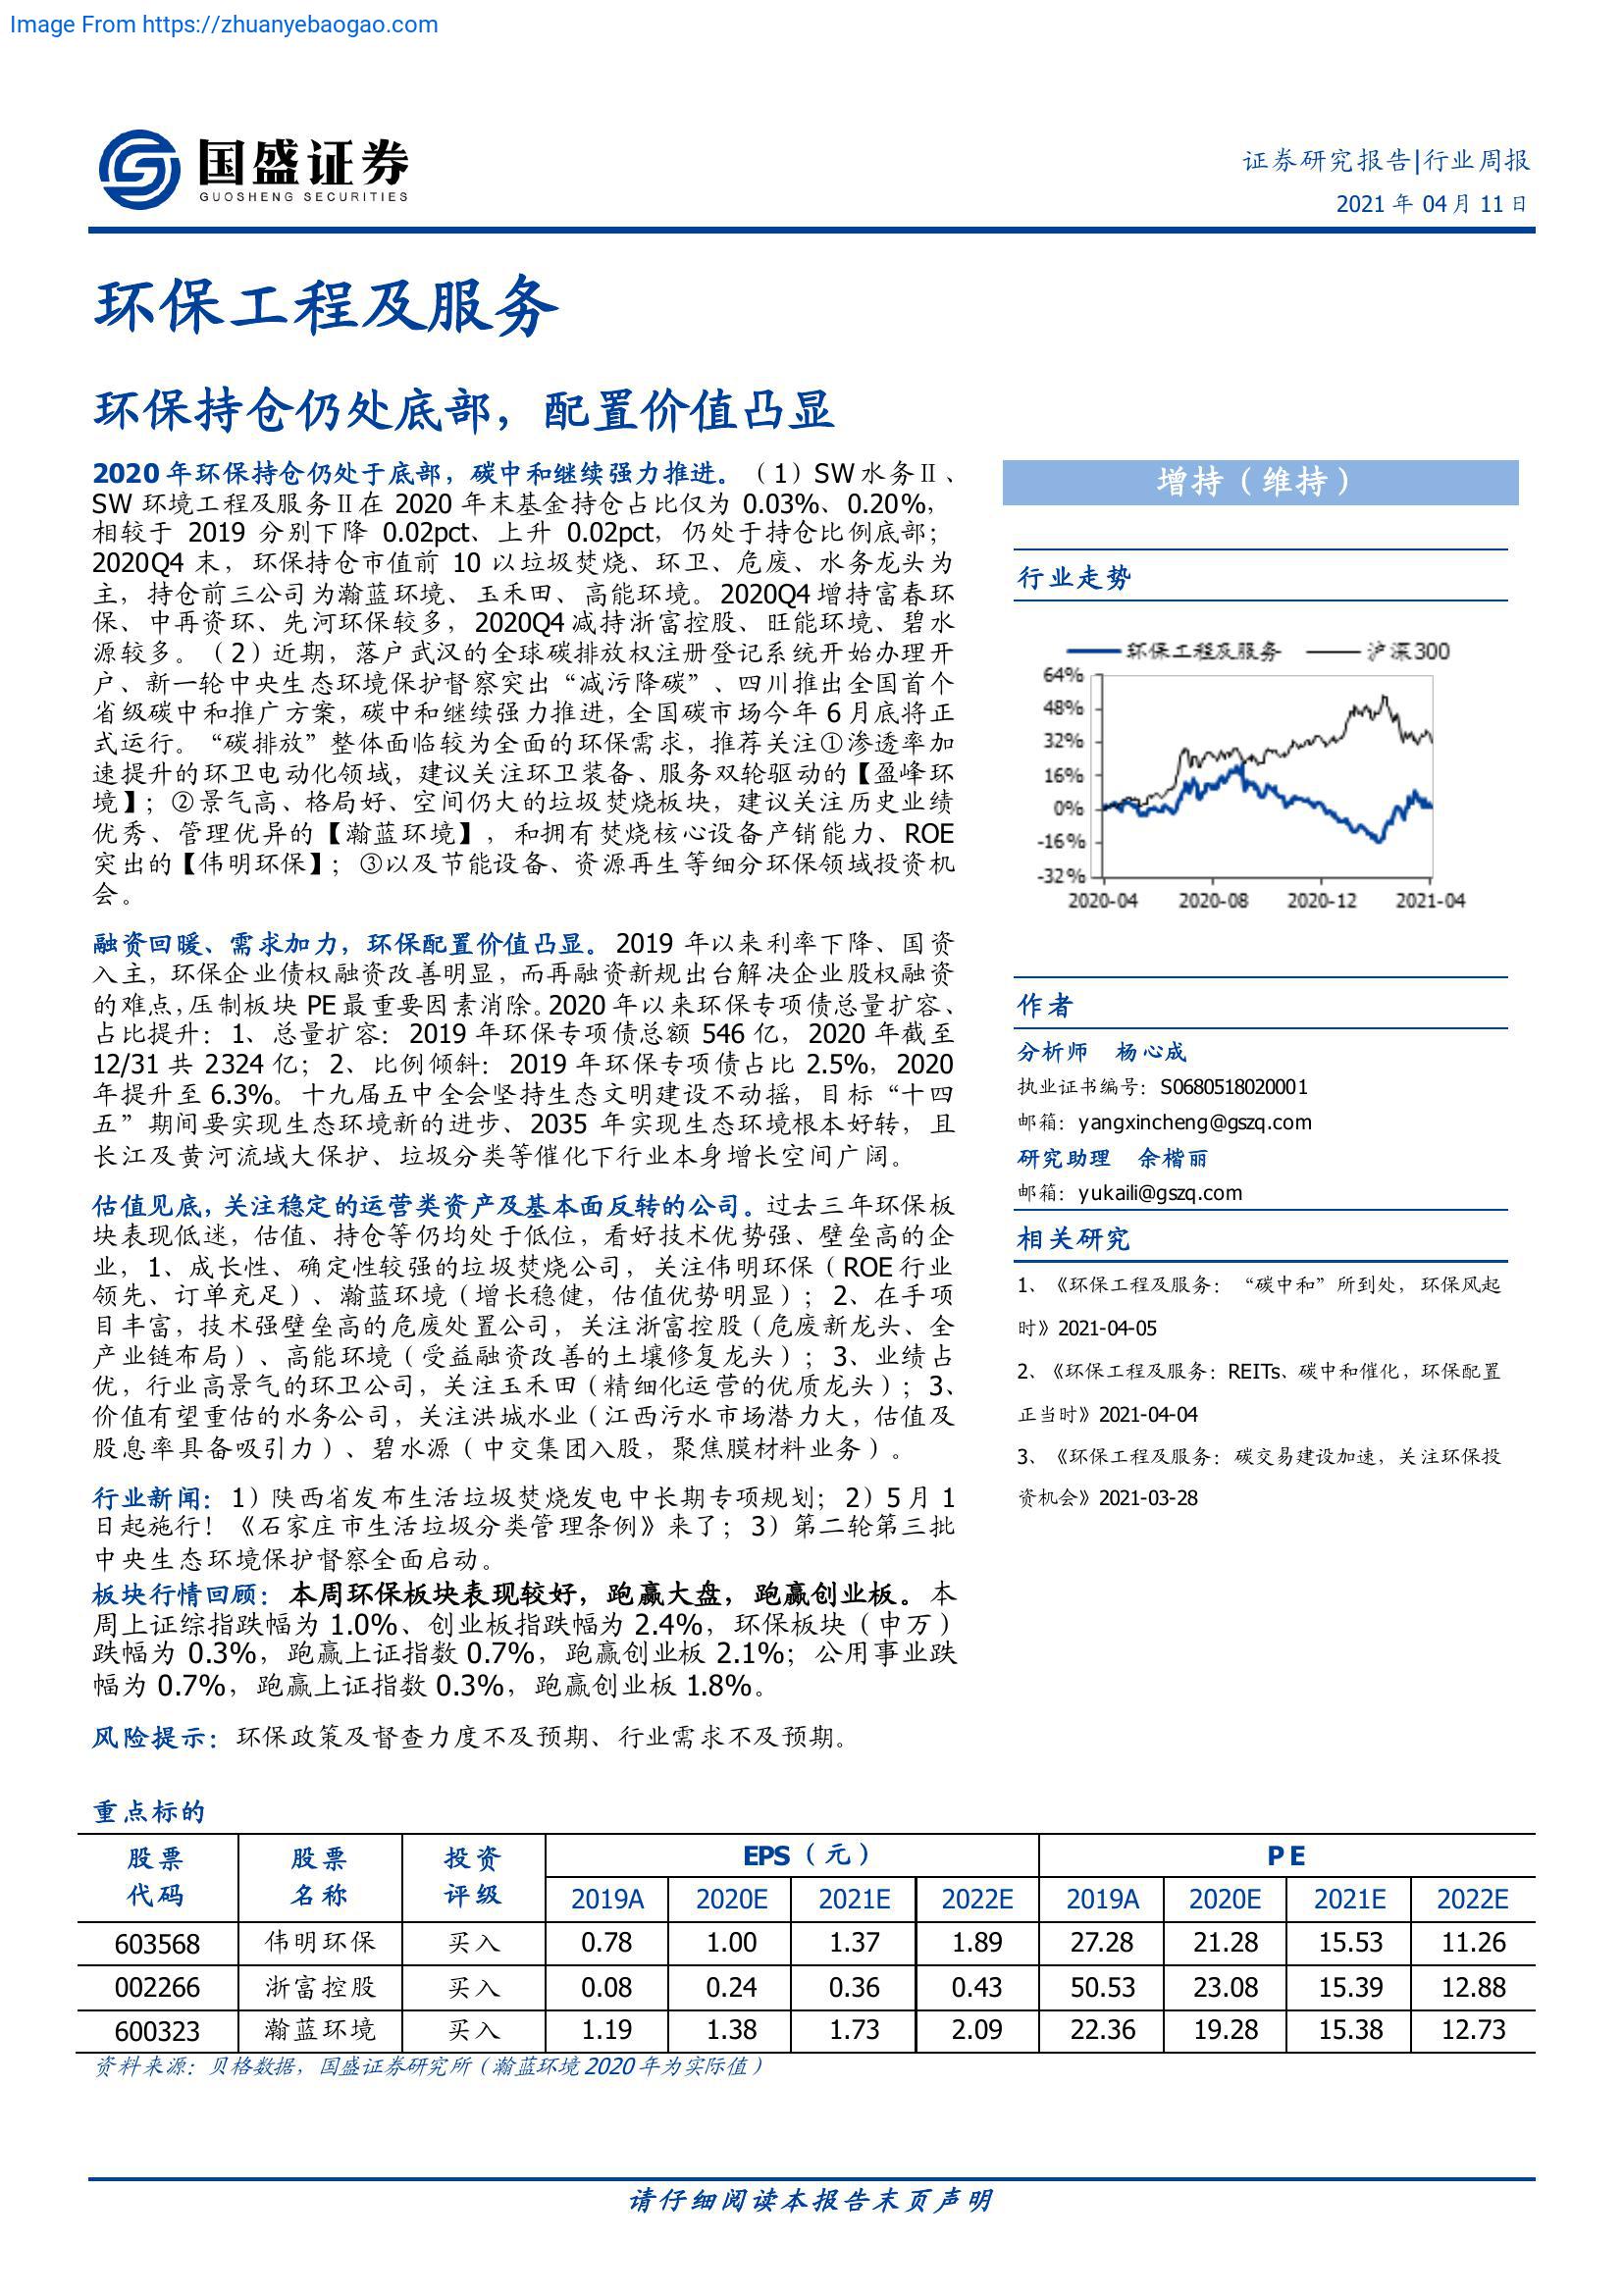 Image From https://zhuanyebaogao.com
国盛证券
GUOSHENG SECURITIES
证券研究报告|行业周报
2021 年 04 月 11 日
环保工程及服务
环保持仓仍处底部，配置价值凸显
2020 年环保持仓仍处于底部，碳中和继续强力推进。（1）SW 水务Ⅱ、
SW 环境工程及服务Ⅱ在 2020 年末基金持仓占比仅为 0.03%、0.20%，
相较于 2019 分别下降 0.02pct、上升 0.02pct，仍处于持仓比例底部；
2020Q4 末，环保持仓市值前 10 以垃圾焚烧、环卫、危废、水务龙头为
主，持仓前三公司为瀚蓝环境、玉禾田、高能环境。2020Q4 增持富春环
保、中再资环、先河环保较多，2020Q4 减持浙富控股、旺能环境、碧水
源较多。（2）近期，落户武汉的全球碳排放权注册登记系统开始办理开
户、新一轮中央生态环境保护督察突出“减污降碳”、四川推出全国首个
省级碳中和推广方案，碳中和继续强力推进，全国碳市场今年 6 月底将正
式运行。“碳排放”整体面临较为全面的环保需求，推荐关注①渗透率加
速提升的环卫电动化领域，建议关注环卫装备、服务双轮驱动的【盈峰环
境】；②景气高、格局好、空间仍大的垃圾焚烧板块，建议关注历史业绩
优秀、管理优异的【瀚蓝环境】，和拥有焚烧核心设备产销能力、ROE
突出的【伟明环保】；③以及节能设备、资源再生等细分环保领域投资机
会。
融资回暖、需求加力，环保配置价值凸显。2019 年以来利率下降、国资
入主，环保企业债权融资改善明显，而再融资新规出台解决企业股权融资
的难点，压制板块 PE 最重要因素消除。2020 年以来环保专项债总量扩容、
占比提升：1、总量扩容：2019 年环保专项债总额 546 亿，2020 年截至
12/31 共 2324 亿；2、比例倾斜：2019 年环保专项债占比 2.5%，2020
年提升至 6.3%。十九届五中全会坚持生态文明建设不动摇，目标“十四
五”期间要实现生态环境新的进步、2035 年实现生态环境根本好转，且
长江及黄河流域大保护、垃圾分类等催化下行业本身增长空间广阔。
估值见底，关注稳定的运营类资产及基本面反转的公司。过去三年环保板
块表现低迷，估值、持仓等仍均处于低位，看好技术优势强、壁垒高的企
业，1、成长性、确定性较强的垃圾焚烧公司，关注伟明环保（ROE 行业
领先、订单充足）、瀚蓝环境（增长稳健，估值优势明显）；2、在手项
目丰富，技术强壁垒高的危废处置公司，关注浙富控股（危废新龙头、全
产业链布局）、高能环境（受益融资改善的土壤修复龙头）；3、业绩占
优，行业高景气的环卫公司，关注玉禾田（精细化运营的优质龙头）；3、
价值有望重估的水务公司，关注洪城水业（江西污水市场潜力大，估值及
股息率具备吸引力）、碧水源（中交集团入股，聚焦膜材料业务）。
行业新闻：1）陕西省发布生活垃圾焚烧发电中长期专项规划；2）5 月 1
日起施行！《石家庄市生活垃圾分类管理条例》来了；3）第二轮第三批
中央生态环境保护督察全面启动。
板块行情回顾：本周环保板块表现较好，跑赢大盘，跑赢创业板。本
周上证综指跌幅为 1.0%、创业板指跌幅为 2.4%，环保板块（申万）
跌幅为 0.3%，跑赢上证指数 0.7%，跑赢创业板 2.1%；公用事业跌
幅为 0.7%，跑赢上证指数 0.3%，跑赢创业板 1.8%。
风险提示：环保政策及督查力度不及预期、行业需求不及预期。
增持（维持）
行业走势
环保工程及服务 沪深300
64%
48%
32%
16%
0%
-16%
-32%
2020-04 2020-08 2020-12 2021-04
作者
分析师 杨心成
执业证书编号：S0680518020001
邮箱：yangxincheng@gszq.com
研究助理 余楷丽
邮箱：yukaili@gszq.com
相关研究
1、《环保工程及服务：“碳中和”所到处，环保风起
时》2021-04-05
2、《环保工程及服务：REITs、碳中和催化，环保配置
正当时》2021-04-04
3、《环保工程及服务：碳交易建设加速，关注环保投
资机会》2021-03-28
重点标的
股票 股票 投资 EPS（元） PE
代码 名称 评级 2019A 2020E 2021E 2022E 2019A 2020E 2021E 2022E
603568 伟明环保 买入 0.78 1.00 1.37 1.89 27.28 21.28 15.53 11.26
002266 浙富控股 买入 0.08 0.24 0.36 0.43 50.53 23.08 15.39 12.88
600323 瀚蓝环境 买入 1.19 1.38 1.73 2.09 22.36 19.28 15.38 12.73
资料来源：贝格数据，国盛证券研究所（瀚蓝环境 2020 年为实际值）
请仔细阅读本报告末页声明